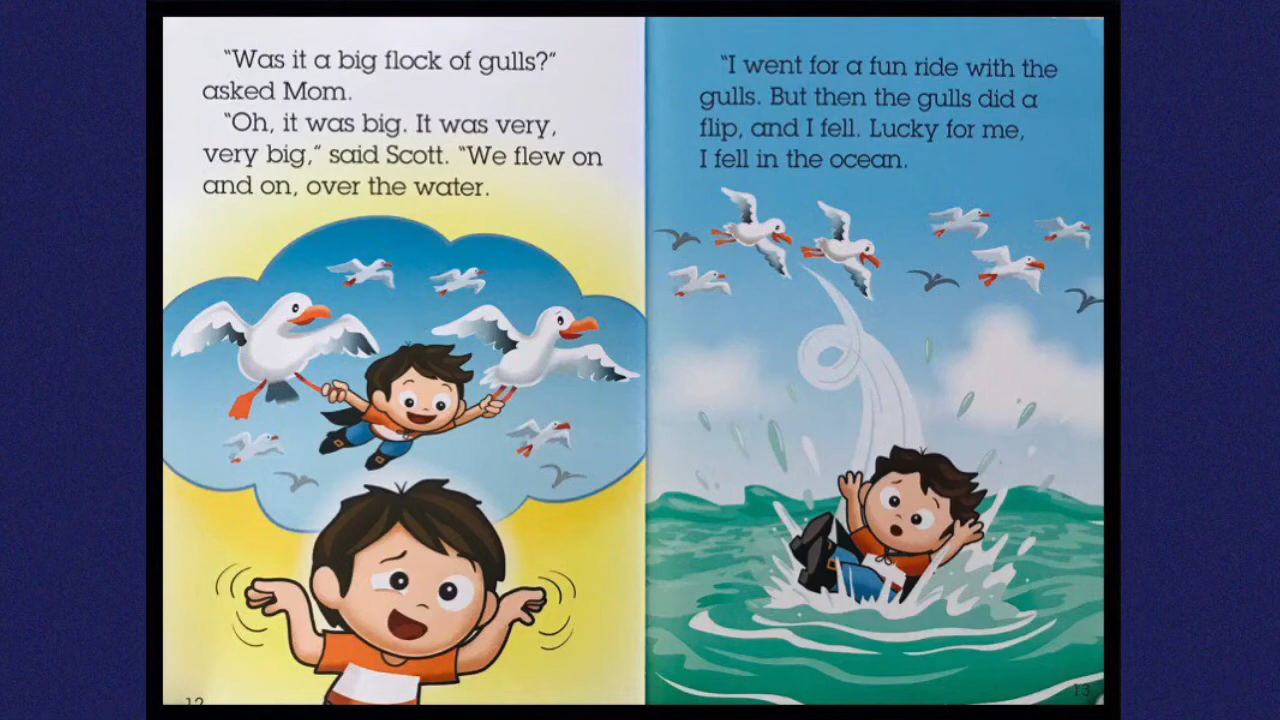 "Was it a big flock of gulls?"
asked Mom.
"Oh, it was big. It was very,
very big," said Scott. "We flew on
and on, over the water.
12
"I went for a fun ride with the
gulls. But then the gulls did a
flip, and I fell. Lucky for me,
I fell in the ocean.
13